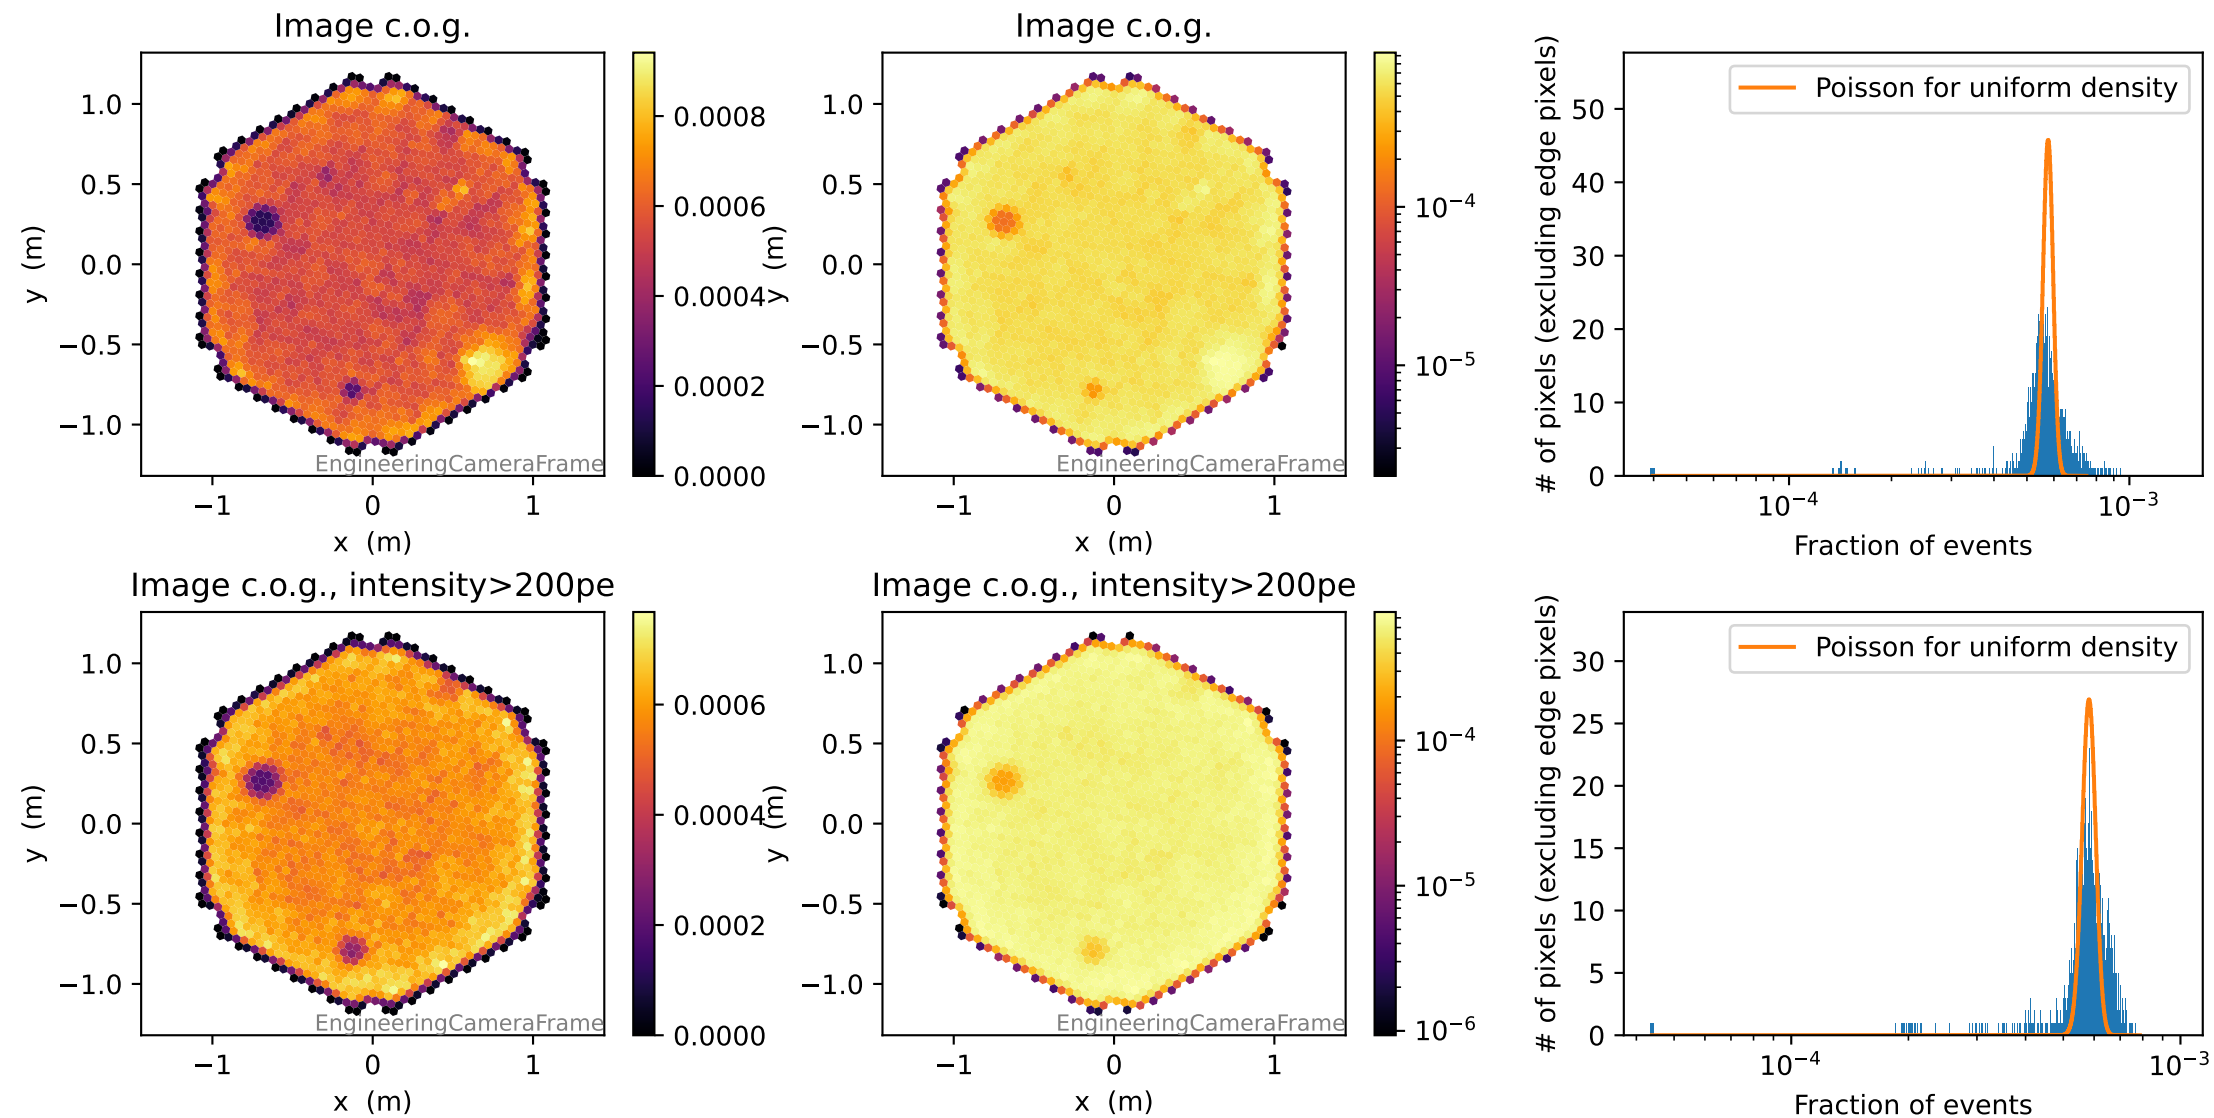 Image c.o.g.
1.0
0.5
0.0
−0.5
−1.0
y (m)
−1 0 1
x (m)
EngineeringCameraFrame
0.0008
0.0006
0.0004
0.0002
0.0000
Image c.o.g.
1.0
0.5
0.0
−0.5
−1.0
y (m)
−1 0 1
x (m)
EngineeringCameraFrame
10⁻⁴
10⁻⁵
Poisson for uniform density
50
40
30
20
10
0
# of pixels (excluding edge pixels)
10⁻⁴ 10⁻³
Fraction of events
Image c.o.g., intensity>200pe
1.0
0.5
0.0
−0.5
−1.0
y (m)
−1 0 1
x (m)
EngineeringCameraFrame
0.0006
0.0004
0.0002
0.0000
Image c.o.g., intensity>200pe
1.0
0.5
0.0
−0.5
−1.0
y (m)
−1 0 1
x (m)
EngineeringCameraFrame
10⁻⁴
10⁻⁵
10⁻⁶
Poisson for uniform density
30
25
20
15
10
5
0
# of pixels (excluding edge pixels)
10⁻⁴ 10⁻³
Fraction of events